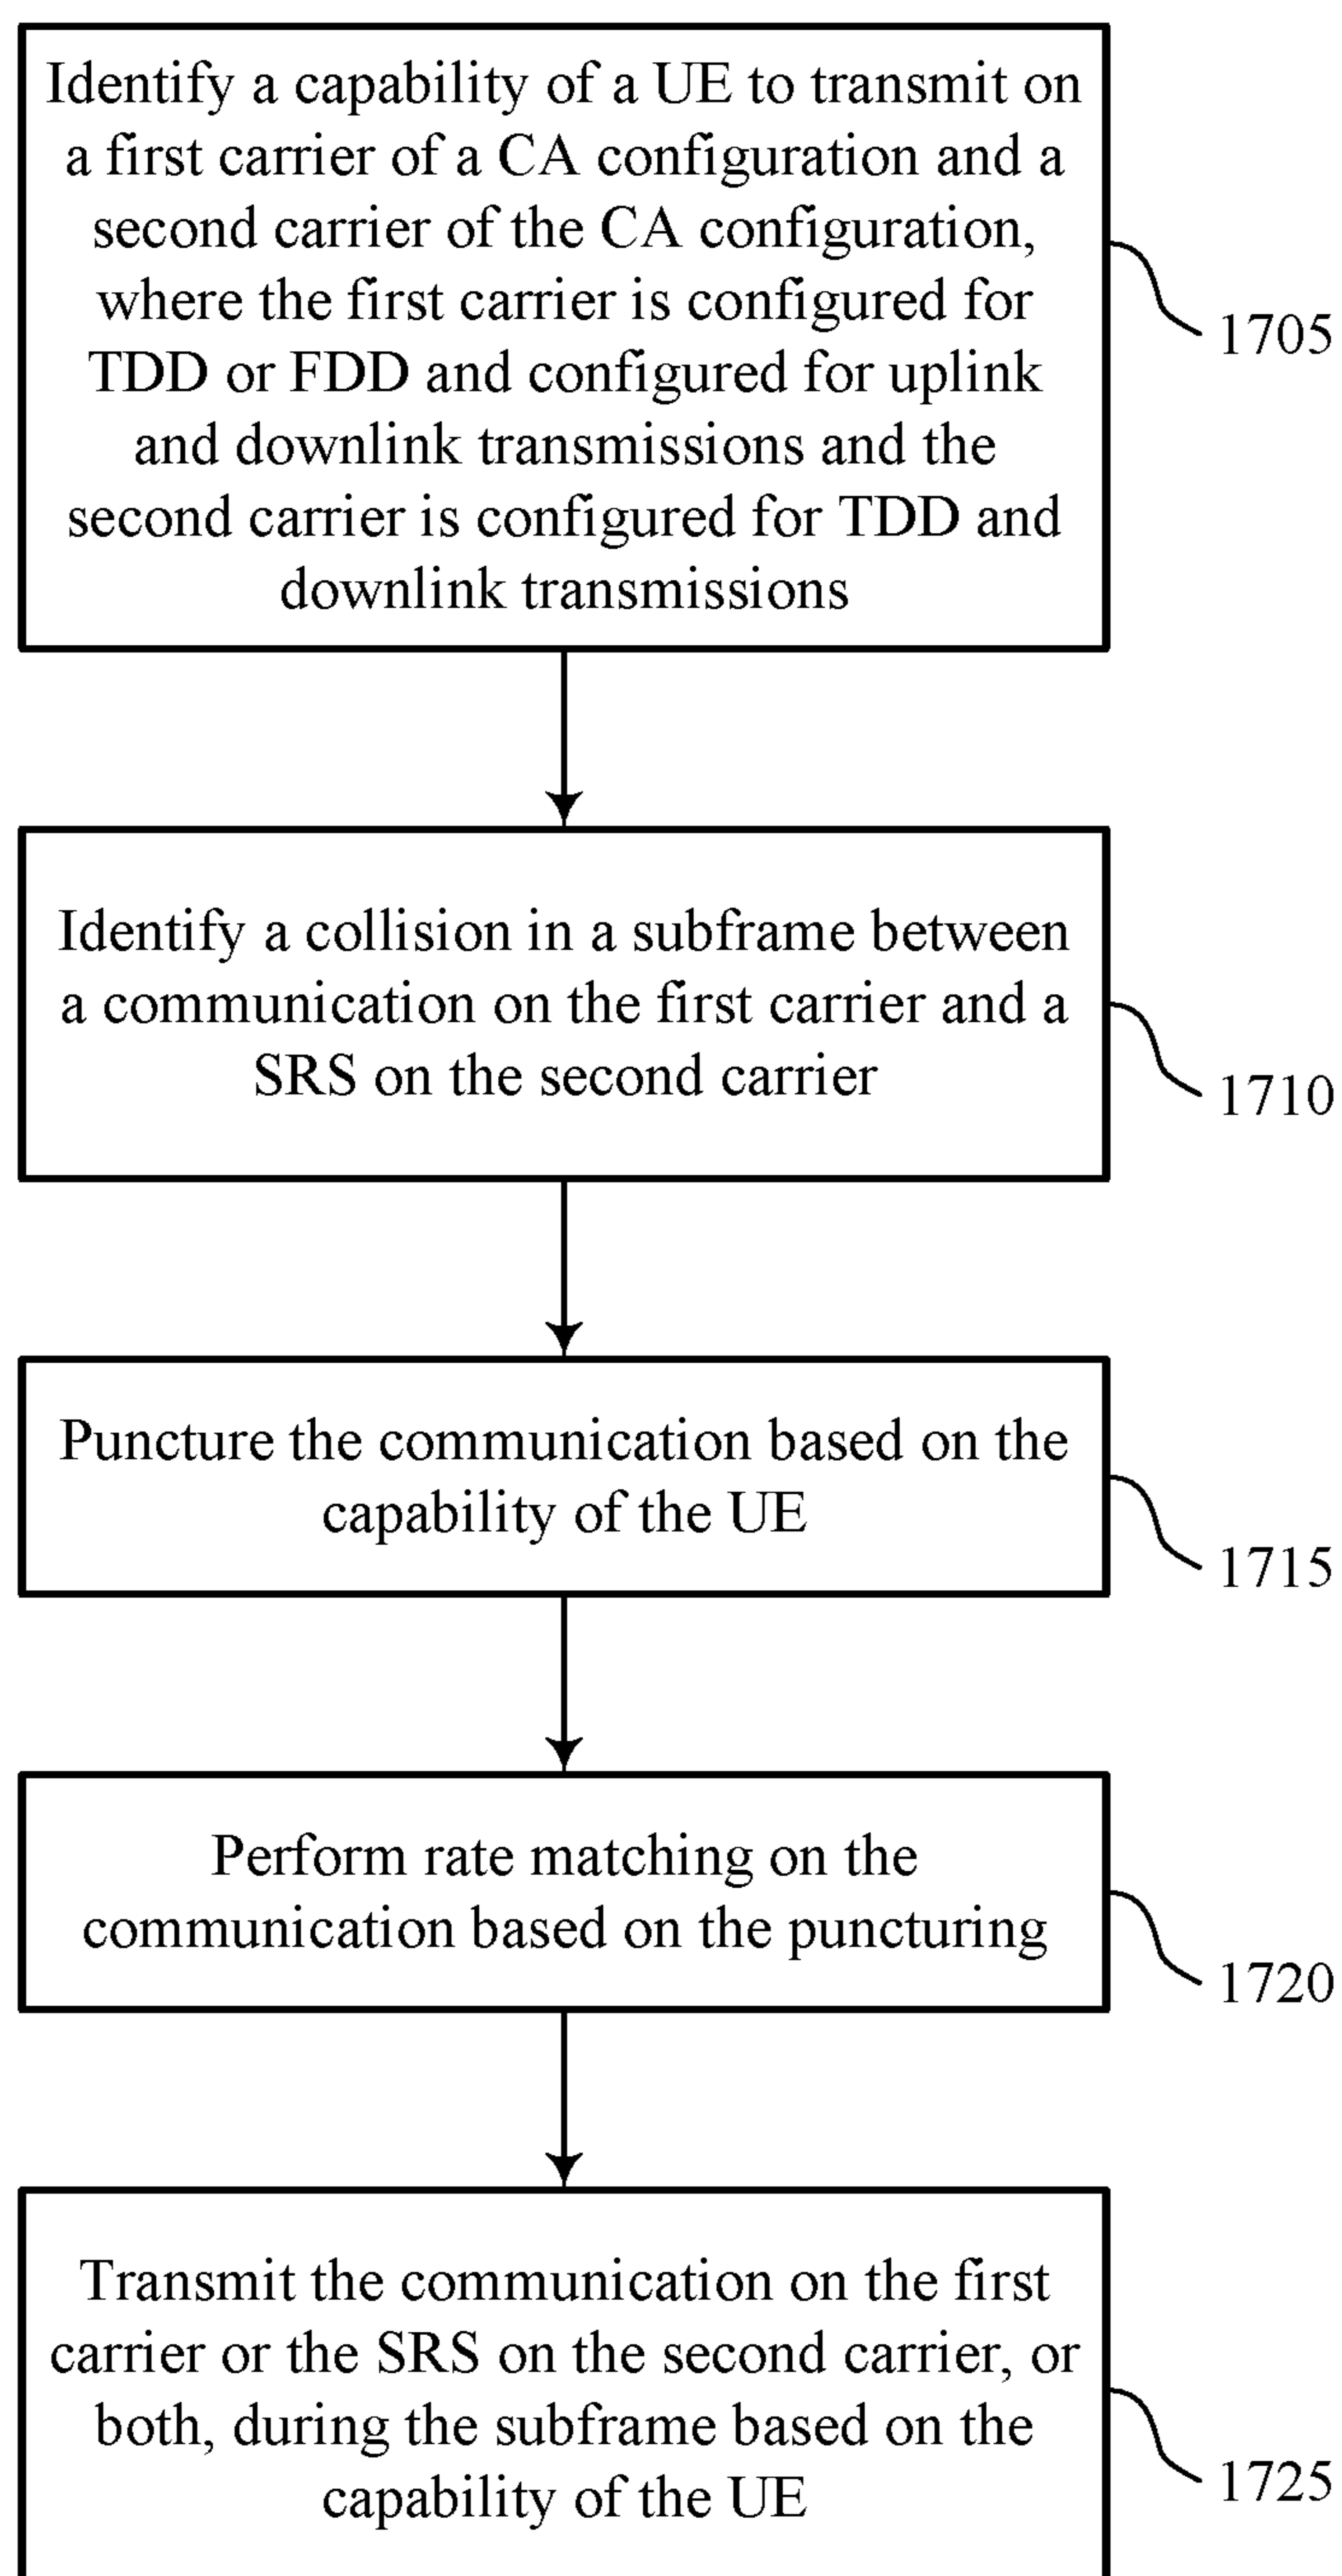 Identify a capability of a UE to transmit on
a first carrier of a CA configuration and a
second carrier of the CA configuration,
where the first carrier is configured for
TDD or FDD and configured for uplink
and downlink transmissions and the
second carrier is configured for TDD and
downlink transmissions
1705
Identify a collision in a subframe between
a communication on the first carrier and a
SRS on the second carrier
1710
Puncture the communication based on the
capability of the UE
1715
Perform rate matching on the
communication based on the puncturing
1720
Transmit the communication on the first
carrier or the SRS on the second carrier, or
both, during the subframe based on the
capability of the UE
1725